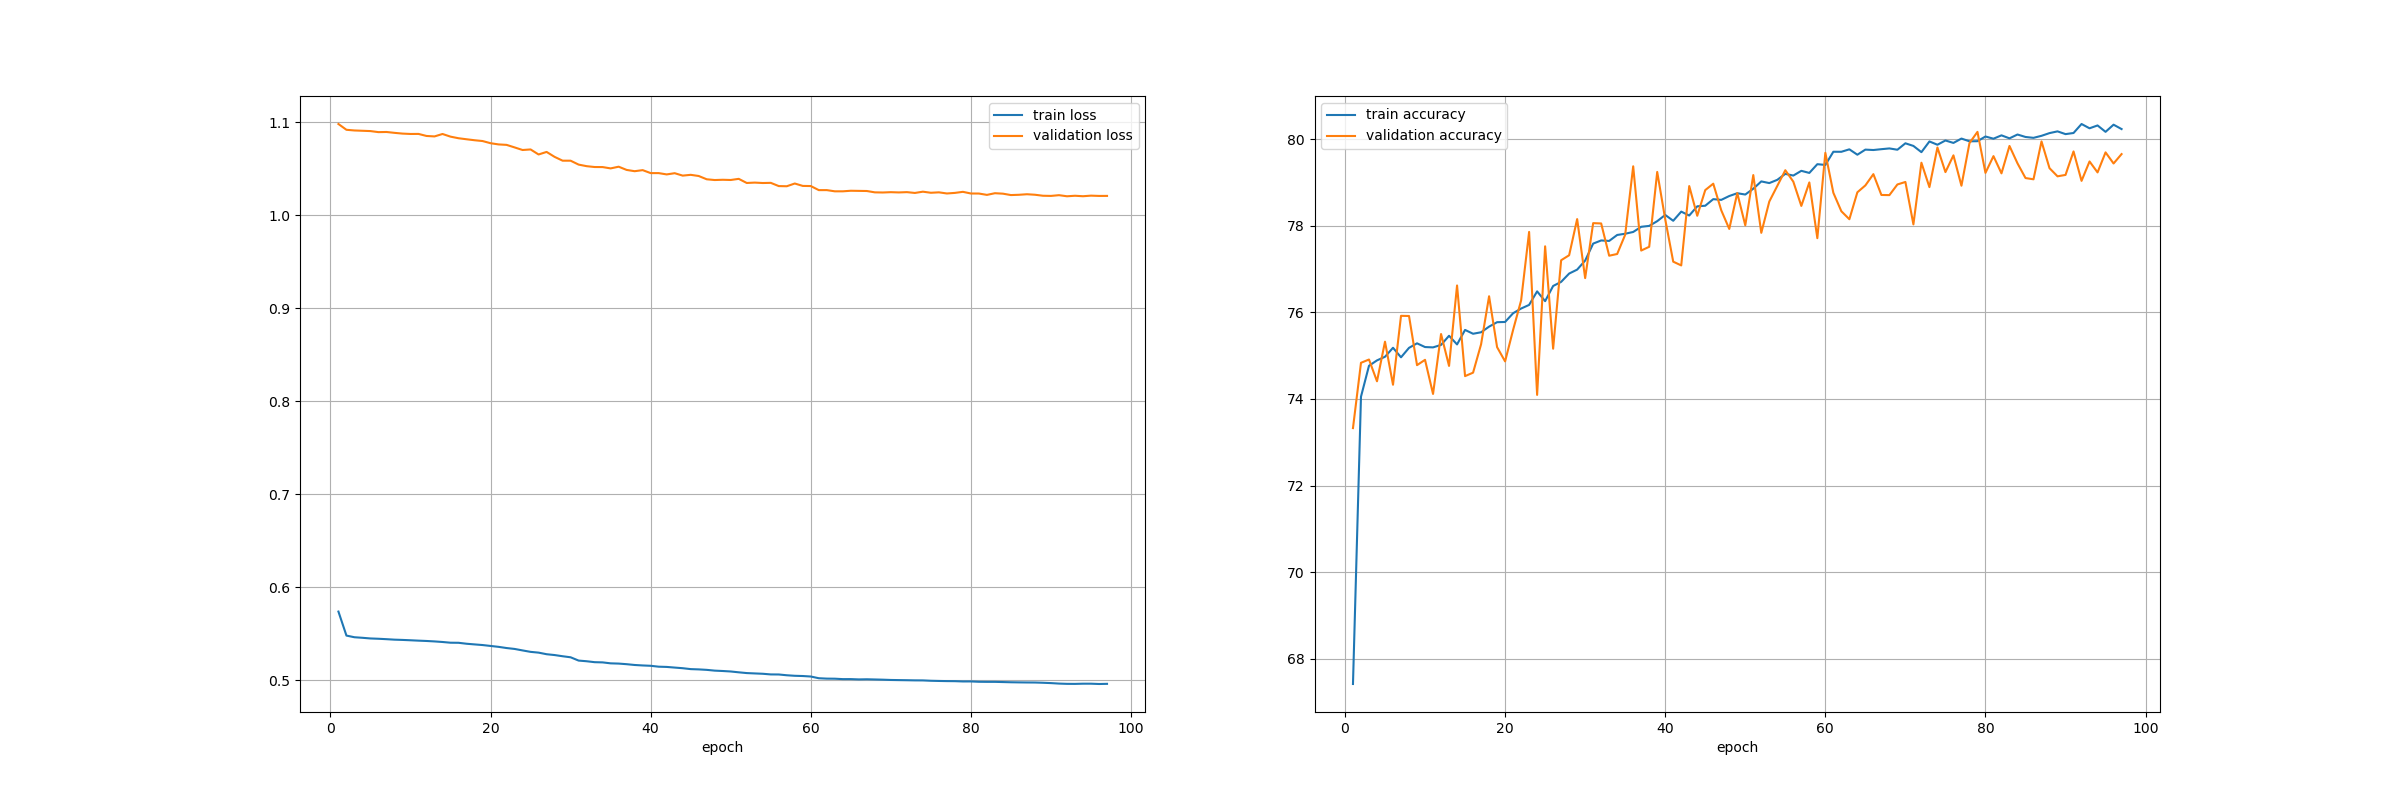 train loss
validation loss
1.1
1.0
0.9
0.8
0.7
0.6
0.5
0 20 40 60 80 100
epoch
train accuracy
validation accuracy
80
78
76
74
72
70
68
0 20 40 60 80 100
epoch